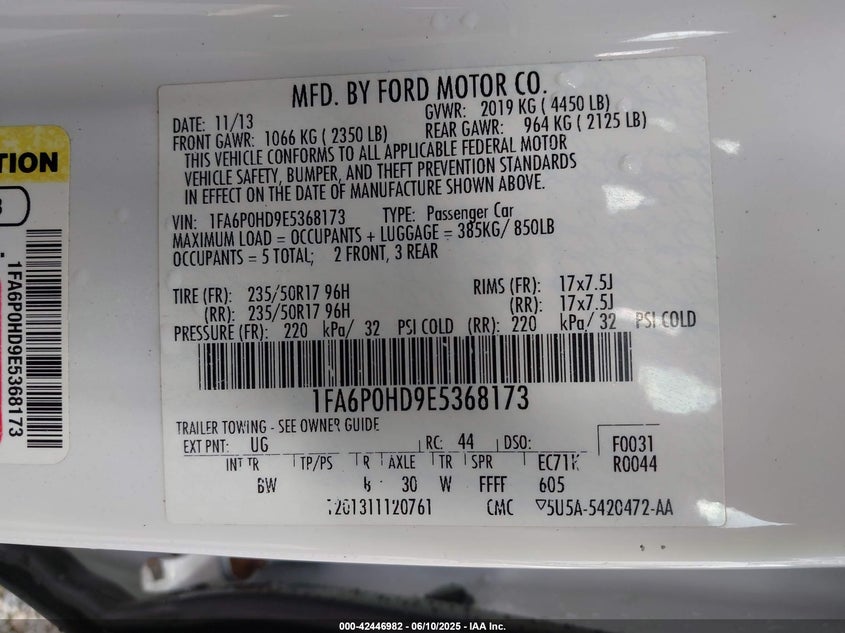 MFD. BY FORD MOTOR CO.
DATE: 11/13
GVWR: 2019 KG ( 4450 LB)
FRONT GAWR: 1066 KG ( 2350 LB)
REAR GAWR: 964 KG ( 2125 LB)
THIS VEHICLE CONFORMS TO ALL APPLICABLE FEDERAL MOTOR
VEHICLE SAFETY, BUMPER, AND THEFT PREVENTION STANDARDS
IN EFFECT ON THE DATE OF MANUFACTURE SHOWN ABOVE.
VIN: 1FA6P0HD9E5368173 TYPE: Passenger Car
MAXIMUM LOAD = OCCUPANTS + LUGGAGE = 385KG/ 850LB
OCCUPANTS = 5 TOTAL; 2 FRONT, 3 REAR
TIRE (FR): 235/50R17 96H RIMS (FR): 17x7.5J
(RR): 235/50R17 96H (RR): 17x7.5J
PRESSURE (FR): 220 kPa/ 32 PSI COLD (RR): 220 kPa/ 32 PSI COLD
1FA6P0HD9E5368173
TRAILER TOWING - SEE OWNER GUIDE
EXT PNT: UG RC: 44 DSO: F0031
INT TR TP/PS R AXLE TR SPR EC71K R0044
BW 30 W FFFF 605
1201311120761 CMC ▽5U5A-5420472-AA
TION
1FA6P0HD9E5368173
000-42446982 - 06/10/2025 - IAA Inc.